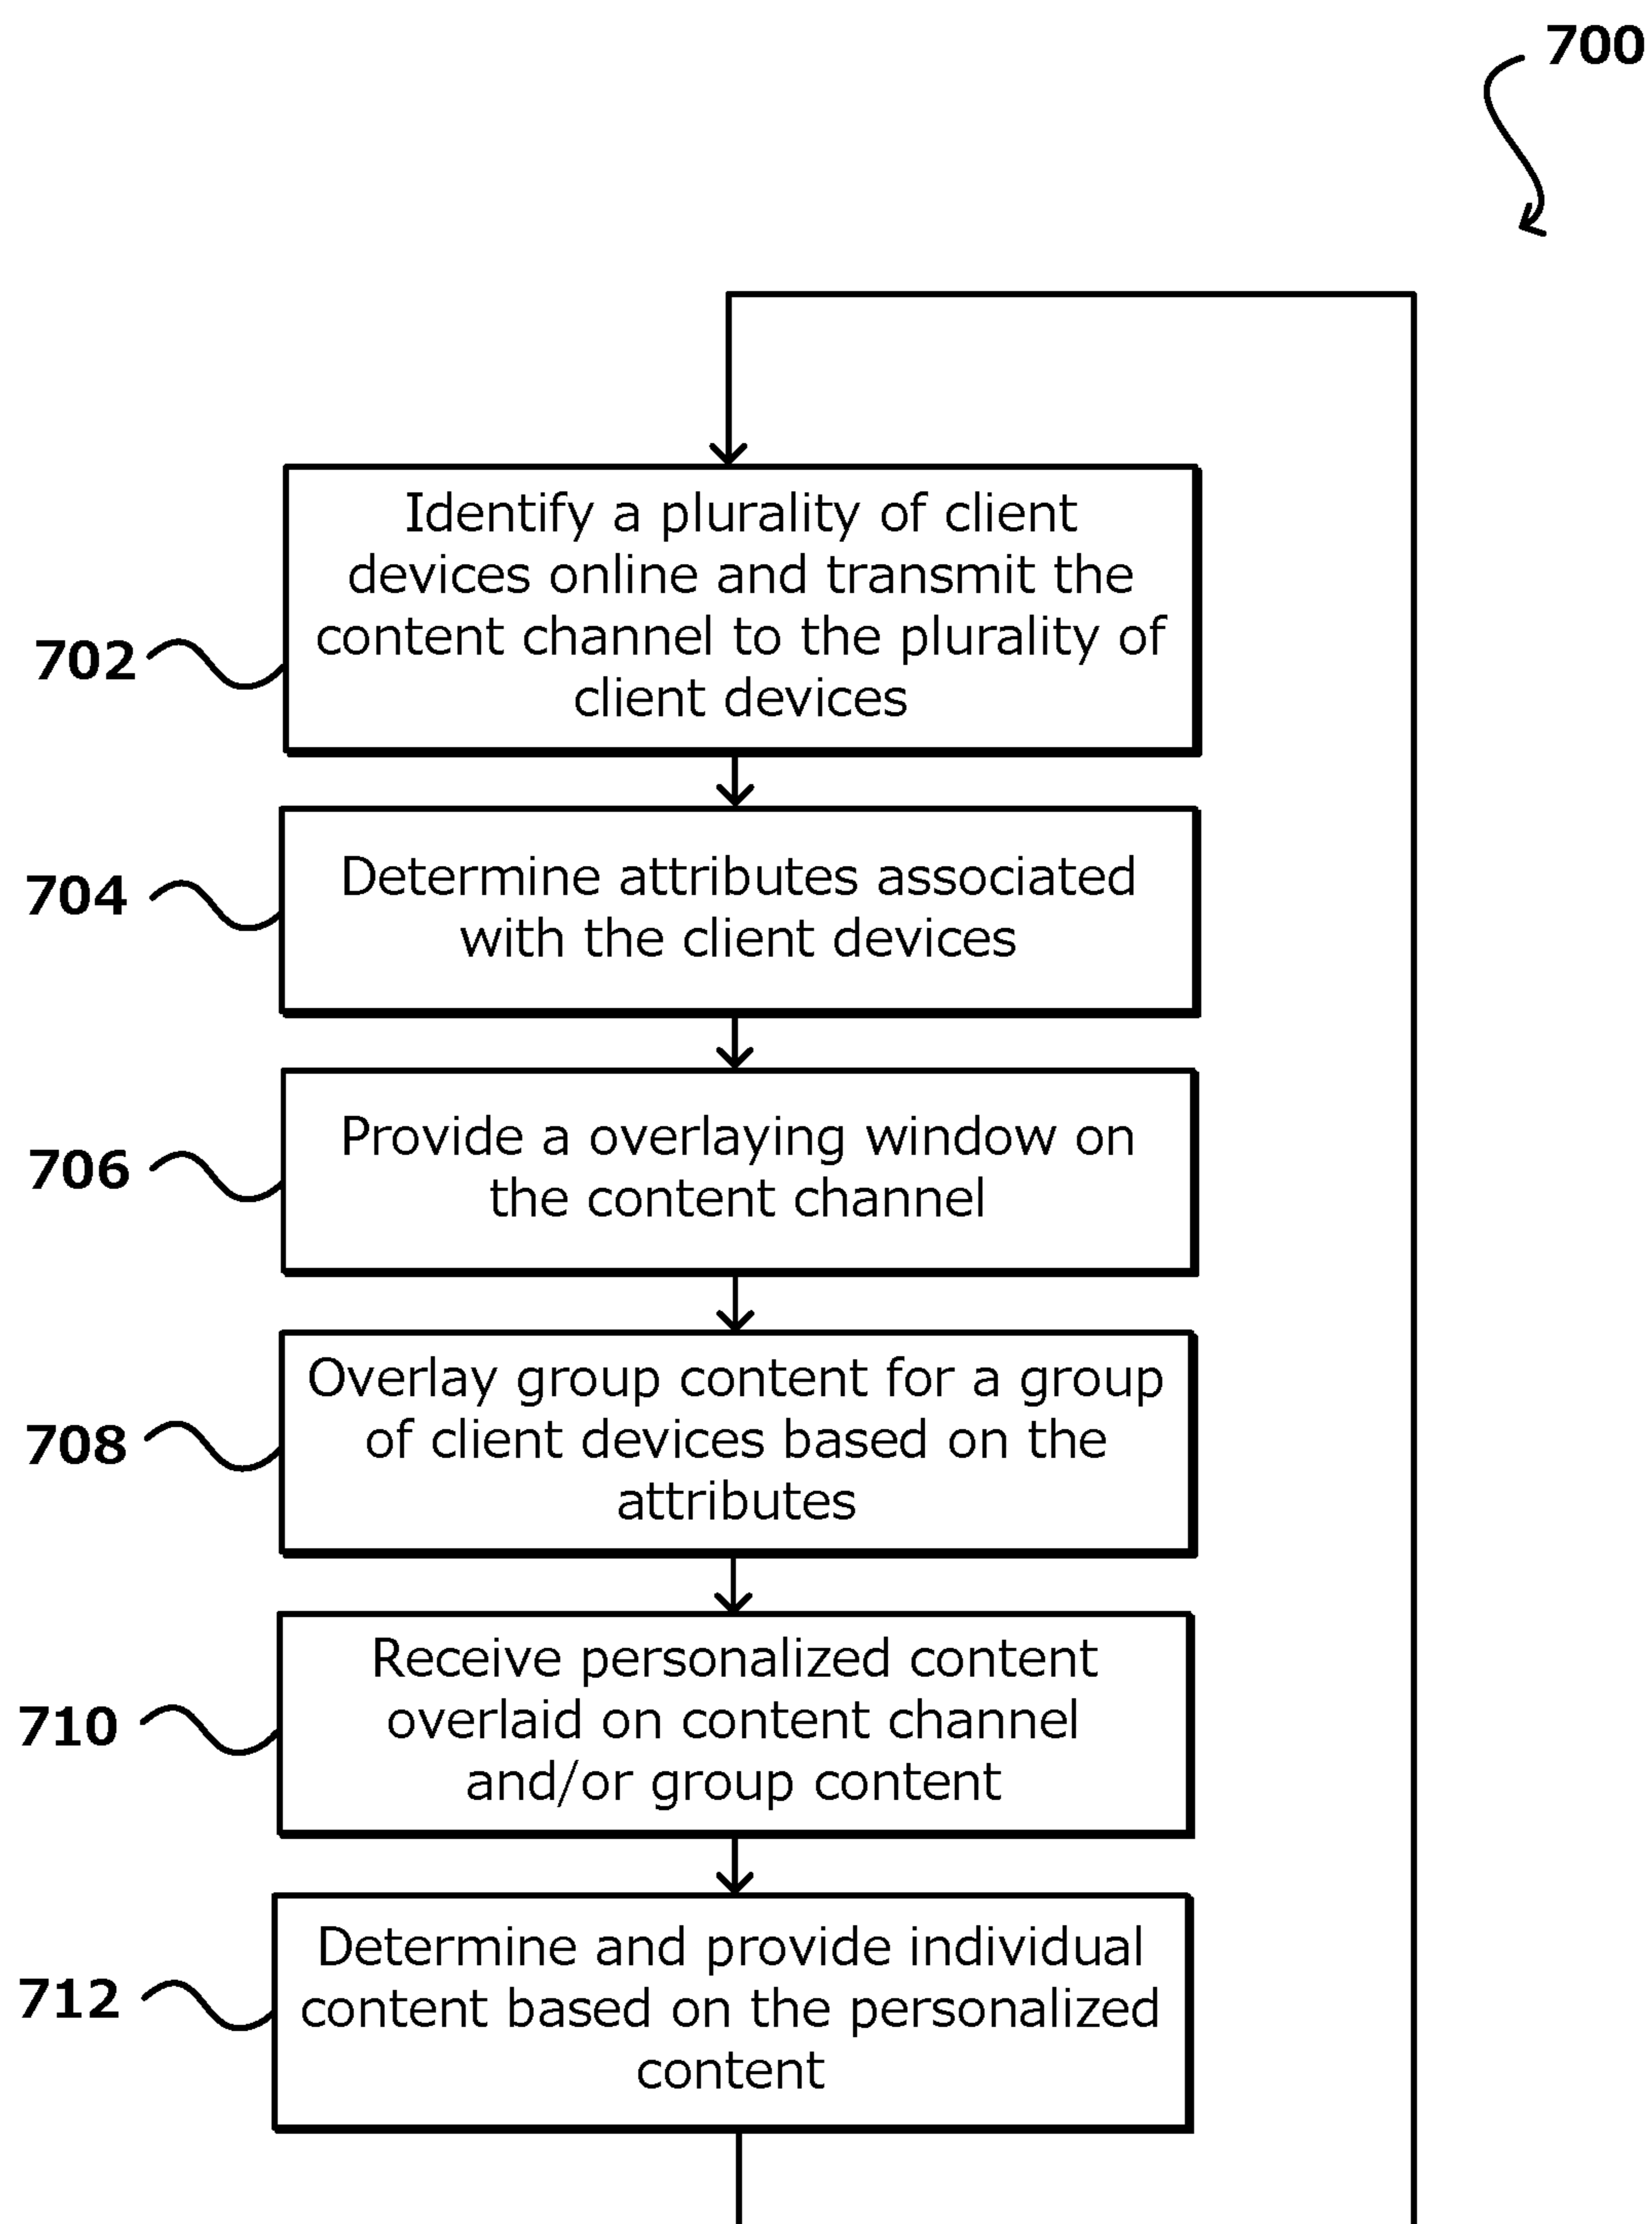 700
Identify a plurality of client
devices online and transmit the
content channel to the plurality of
client devices
702
Determine attributes associated
with the client devices
704
Provide a overlaying window on
the content channel
706
Overlay group content for a group
of client devices based on the
attributes
708
Receive personalized content
overlaid on content channel
and/or group content
710
Determine and provide individual
content based on the personalized
content
712